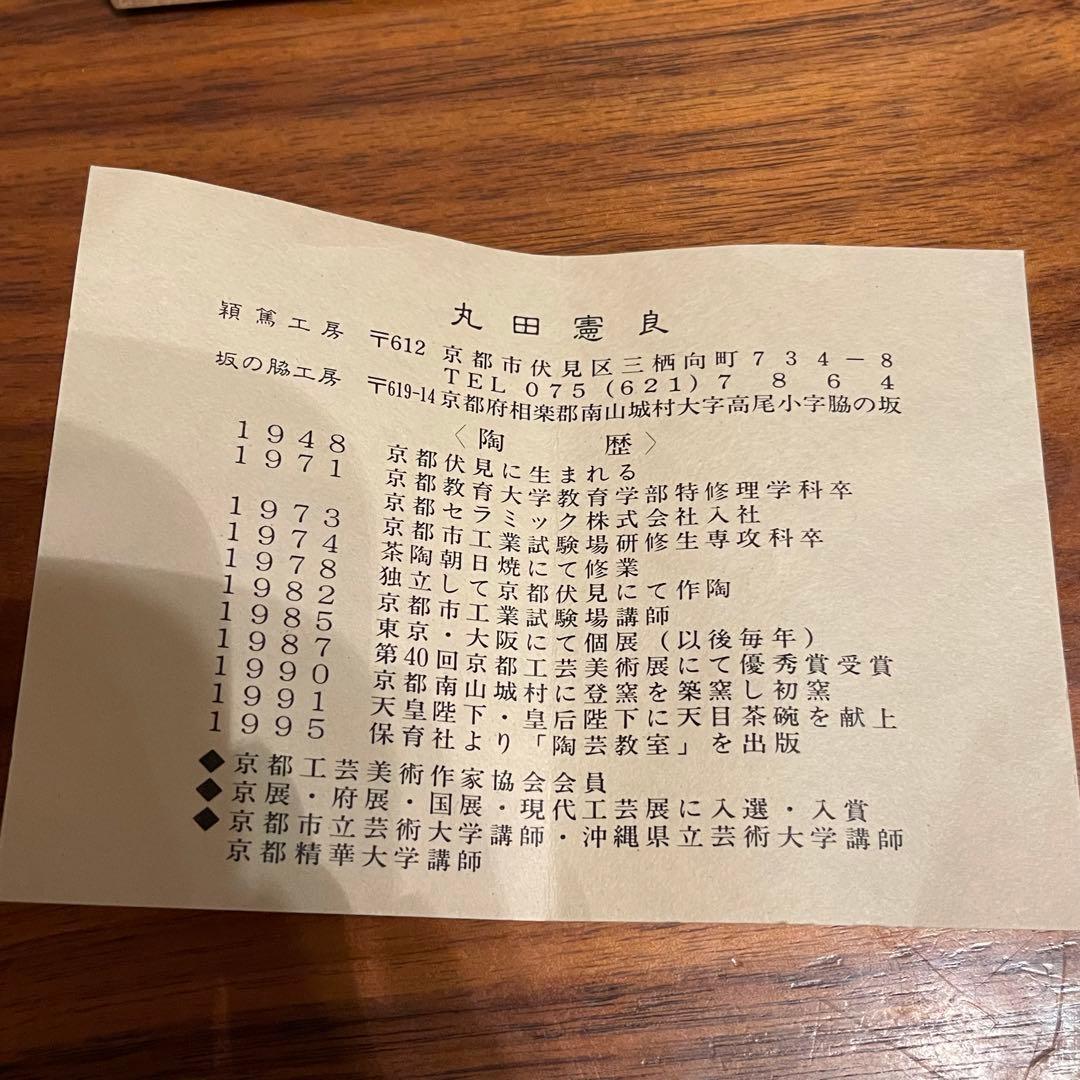 丸田憲良
穎篤工房 〒612 京都市伏見区三栖向町734－8
TEL 075(621)7864
坂の脇工房 〒619-14 京都府相楽郡南山城村大字高尾小字脇の坂
〈陶　歴〉
1948 京都伏見に生まれる
1971 京都教育大学教育学部特修理学科卒
京都セラミック株式会社入社
1973 京都市工業試験場研修生専攻科卒
1974 茶陶朝日焼にて修業
1978 独立して京都伏見にて作陶
1982 京都市工業試験場講師
1985 東京・大阪にて個展(以後毎年)
1987 第40回京都工芸美術展にて優秀賞受賞
1990 京都南山城村に登窯を築窯し初窯
1991 天皇陛下・皇后陛下に天目茶碗を献上
1995 保育社より「陶芸教室」を出版
◆京都工芸美術作家協会会員
◆京展・府展・国展・現代工芸展に入選・入賞
◆京都市立芸術大学講師・沖縄県立芸術大学講師
京都精華大学講師